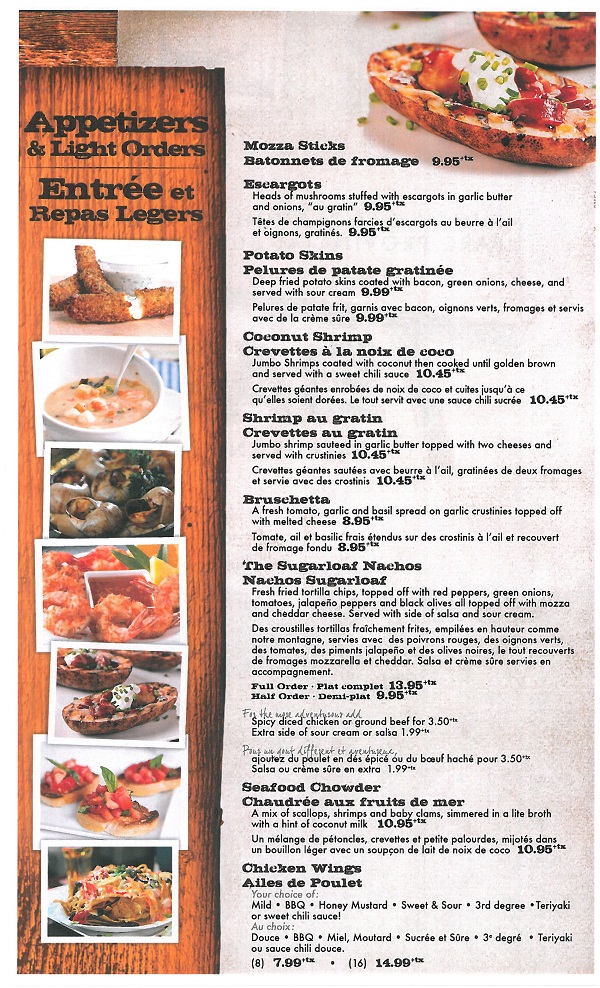 Appetizers
& Light Orders
Entrée et
Repas Legers
Mozza Sticks
Batonnets de fromage 9.95+tx
Escargots
Heads of mushrooms stuffed with escargots in garlic butter
and onions, “au gratin” 9.95+tx
Têtes de champignons farcies d’escargots au beurre à l’ail
et oignons, gratinés. 9.95+tx
Potato Skins
Pelures de patate gratinée
Deep fried potato skins coated with bacon, green onions, cheese, and
served with sour cream 9.99+tx
Pelures de patate frit, garnis avec bacon, oignons verts, fromages et servis
avec de la crème sûre 9.99+tx
Coconut Shrimp
Crevettes à la noix de coco
Jumbo Shrimps coated with coconut then cooked until golden brown
and served with a sweet chili sauce 10.45+tx
Crevettes géantes enrobées de noix de coco et cuites jusqu’à ce
qu’elles soient dorées. Le tout servit avec une sauce chili sucrée 10.45+tx
Shrimp au gratin
Crevettes au gratin
Jumbo shrimp sauteed in garlic butter topped with two cheeses and
served with crustinies 10.45+tx
Crevettes géantes sautées avec beurre à l’ail, gratinées de deux fromages
et servie avec des crostinis 10.45+tx
Bruschetta
A fresh tomato, garlic and basil spread on garlic crustinies topped off
with melted cheese 8.95+tx
Tomate, ail et basilic frais étendus sur des crostinis à l’ail et recouvert
de fromage fondu 8.95+tx
The Sugarloaf Nachos
Nachos Sugarloaf
Fresh fried tortilla chips, topped off with red peppers, green onions,
tomatoes, jalapeño peppers and black olives all topped off with mozza
and cheddar cheese. Served with side of salsa and sour cream.
Des croustilles tortillas fraîchement frites, empilées en hauteur comme
notre montagne, servies avec des poivrons rouges, des oignons verts,
des tomates, des piments jalapeño et des olives noires, le tout recouverts
de fromages mozzarella et cheddar. Salsa et crème sûre servies en
accompagnement.
Full Order · Plat complet 13.95+tx
Half Order · Demi-plat 9.95+tx
For the more adventurous add
Spicy diced chicken or ground beef for 3.50+tx
Extra side of sour cream or salsa 1.99+tx
Pour un gout different et aventureux,
ajoutez du poulet en dés épicé ou du bœuf haché pour 3.50+tx
Salsa ou crème sûre en extra 1.99+tx
Seafood Chowder
Chaudrée aux fruits de mer
A mix of scallops, shrimps and baby clams, simmered in a lite broth
with a hint of coconut milk 10.95+tx
Un mélange de pétoncles, crevettes et petite palourdes, mijotés dans
un bouillon léger avec un soupçon de lait de noix de coco 10.95+tx
Chicken Wings
Ailes de Poulet
Your choice of:
Mild • BBQ • Honey Mustard • Sweet & Sour • 3rd degree •Teriyaki
or sweet chili sauce!
Au choix:
Douce • BBQ • Miel, Moutard • Sucrée et Sûre • 3e degré • Teriyaki
ou sauce chili douce.
(8) 7.99+tx • (16) 14.99+tx